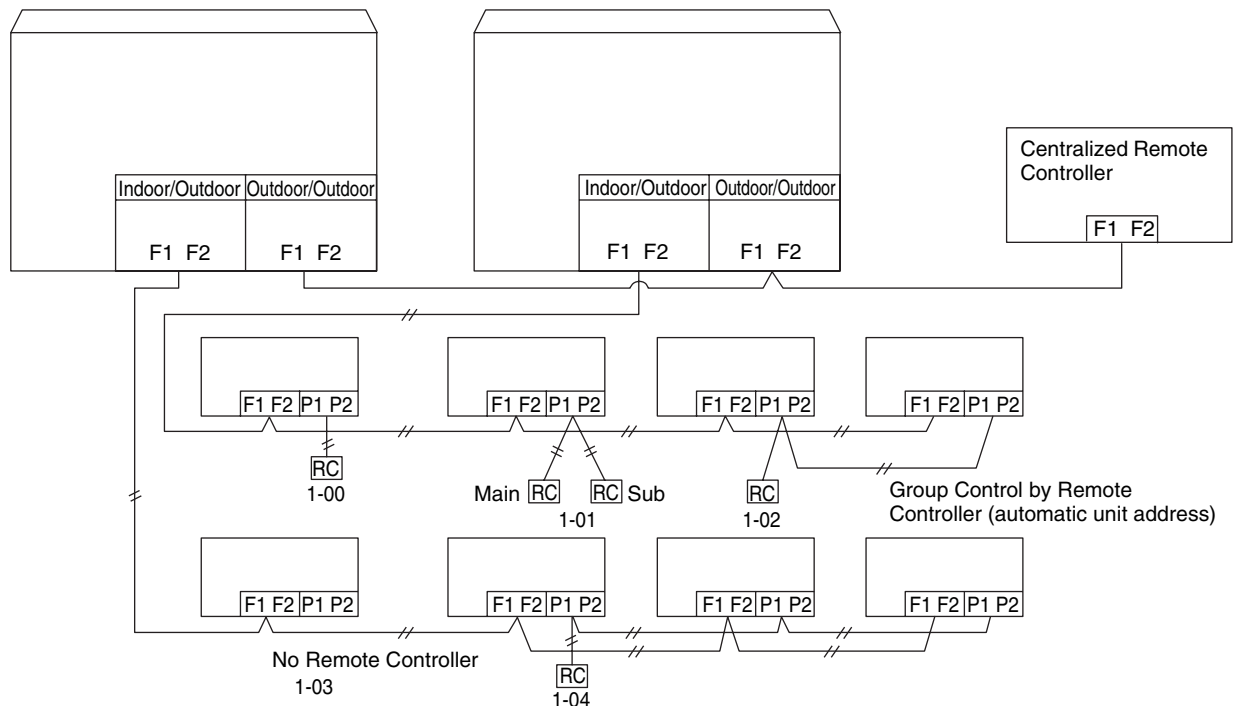 Indoor/Outdoor Outdoor/Outdoor
F1 F2 F1 F2
Indoor/Outdoor Outdoor/Outdoor
F1 F2 F1 F2
Centralized Remote
Controller
F1 F2
F1 F2 P1 P2
F1 F2 P1 P2
F1 F2 P1 P2
F1 F2 P1 P2
RC
1-00
Main RC RC Sub
1-01
RC
1-02
Group Control by Remote
Controller (automatic unit address)
F1 F2 P1 P2
F1 F2 P1 P2
F1 F2 P1 P2
F1 F2 P1 P2
No Remote Controller
1-03
RC
1-04